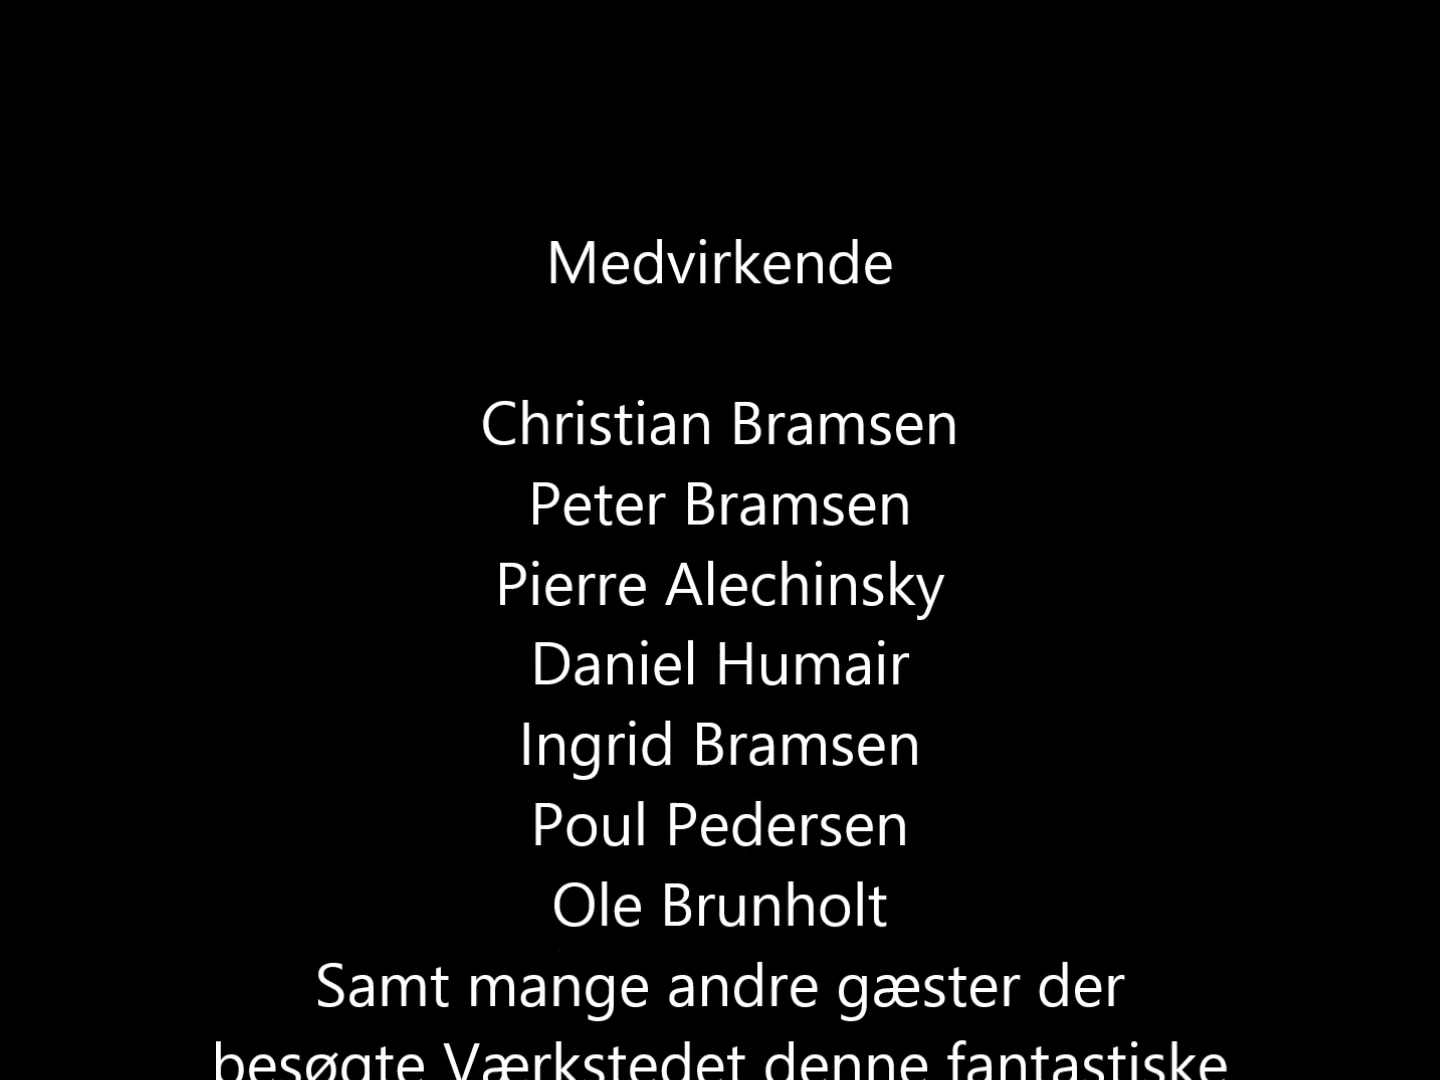 Medvirkende
Christian Bramsen
Peter Bramsen
Pierre Alechinsky
Daniel Humair
Ingrid Bramsen
Poul Pedersen
Ole Brunholt
Samt mange andre gæster der
besøgte Værkstedet denne fantastiske